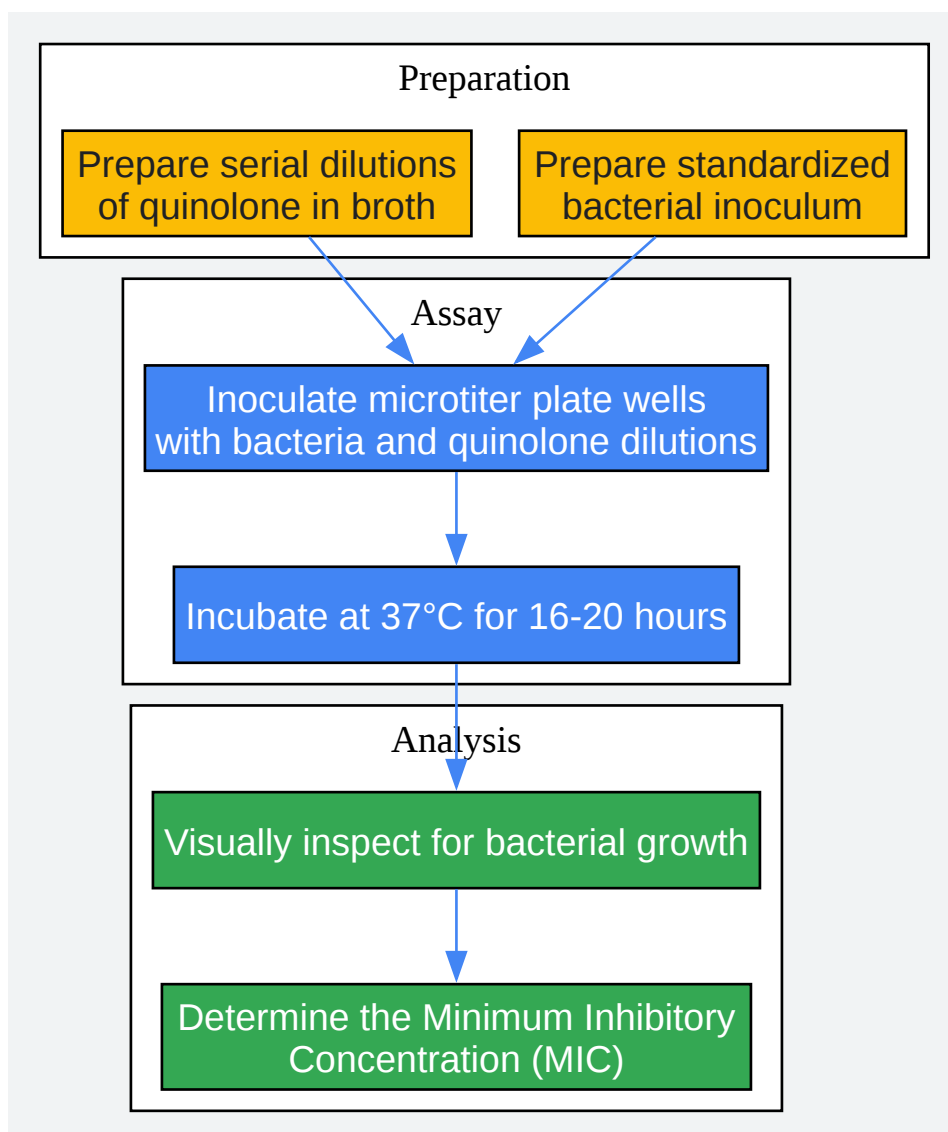 Preparation
Prepare serial dilutions
of quinolone in broth
Prepare standardized
bacterial inoculum
Assay
Inoculate microtiter plate wells
with bacteria and quinolone dilutions
Incubate at 37°C for 16-20 hours
Analysis
Visually inspect for bacterial growth
Determine the Minimum Inhibitory
Concentration (MIC)